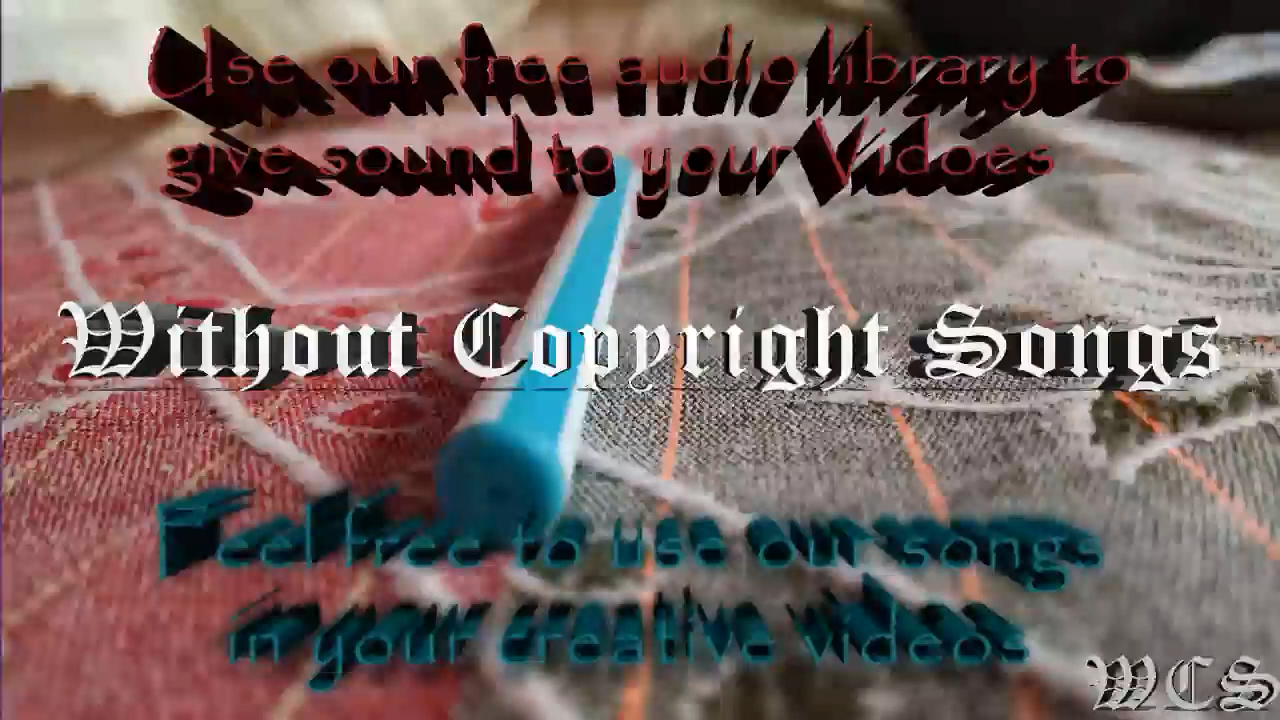 Use our free audio library to
give sound to your Vidoes
Without Copyright Songs
Feel free to use our songs
in your creative videos
WCS